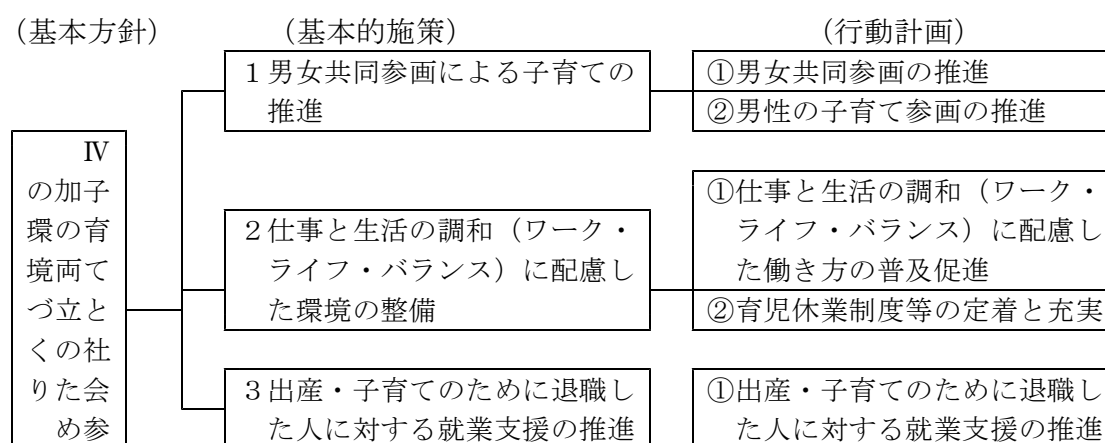 (基本方針)
(基本的施策)
(行動計画)
Ⅳ
子育てと社会参
加の両立のため
の環境づくり
1男女共同参画による子育ての
推進
①男女共同参画の推進
②男性の子育て参画の推進
2仕事と生活の調和（ワーク・
ライフ・バランス）に配慮し
た環境の整備
①仕事と生活の調和（ワーク・
ライフ・バランス）に配慮し
た働き方の普及促進
②育児休業制度等の定着と充実
3出産・子育てのために退職し
た人に対する就業支援の推進
①出産・子育てのために退職し
た人に対する就業支援の推進